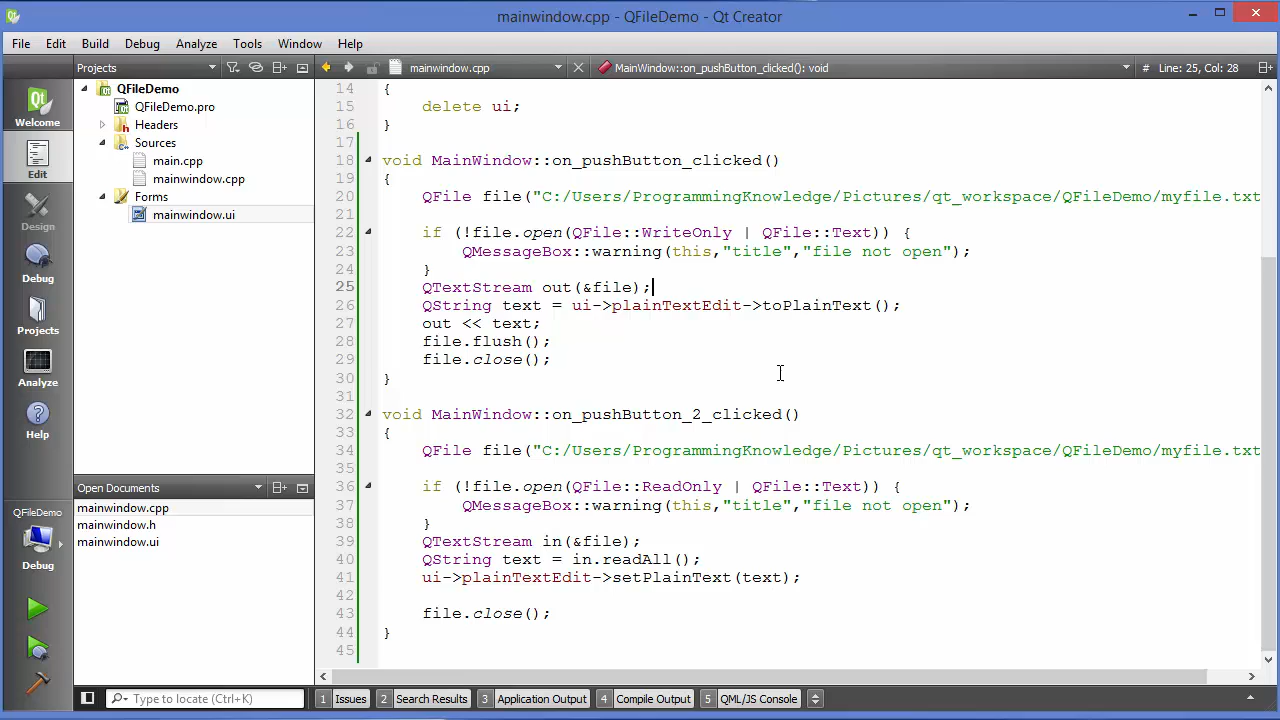 mainwindow.cpp - QFileDemo - Qt Creator
File Edit Build Debug Analyze Tools Window Help
Projects
mainwindow.cpp
MainWindow::on_pushButton_clicked(): void
# Line: 25, Col: 28
Welcome
Edit
Design
Debug
Projects
Analyze
Help
QFileDemo
Debug
QFileDemo
QFileDemo.pro
Headers
Sources
main.cpp
mainwindow.cpp
Forms
mainwindow.ui
Open Documents
mainwindow.cpp
mainwindow.h
mainwindow.ui
14 {
15 delete ui;
16 }
17
18 void MainWindow::on_pushButton_clicked()
19 {
20 QFile file("C:/Users/ProgrammingKnowledge/Pictures/qt_workspace/QFileDemo/myfile.txt
21
22 if (!file.open(QFile::WriteOnly | QFile::Text)) {
23 QMessageBox::warning(this,"title","file not open");
24 }
25 QTextStream out(&file);
26 QString text = ui->plainTextEdit->toPlainText();
27 out << text;
28 file.flush();
29 file.close();
30 }
31
32 void MainWindow::on_pushButton_2_clicked()
33 {
34 QFile file("C:/Users/ProgrammingKnowledge/Pictures/qt_workspace/QFileDemo/myfile.txt
35
36 if (!file.open(QFile::ReadOnly | QFile::Text)) {
37 QMessageBox::warning(this,"title","file not open");
38 }
39 QTextStream in(&file);
40 QString text = in.readAll();
41 ui->plainTextEdit->setPlainText(text);
42
43 file.close();
44 }
45
Type to locate (Ctrl+K)
1 Issues
2 Search Results
3 Application Output
4 Compile Output
5 QML/JS Console